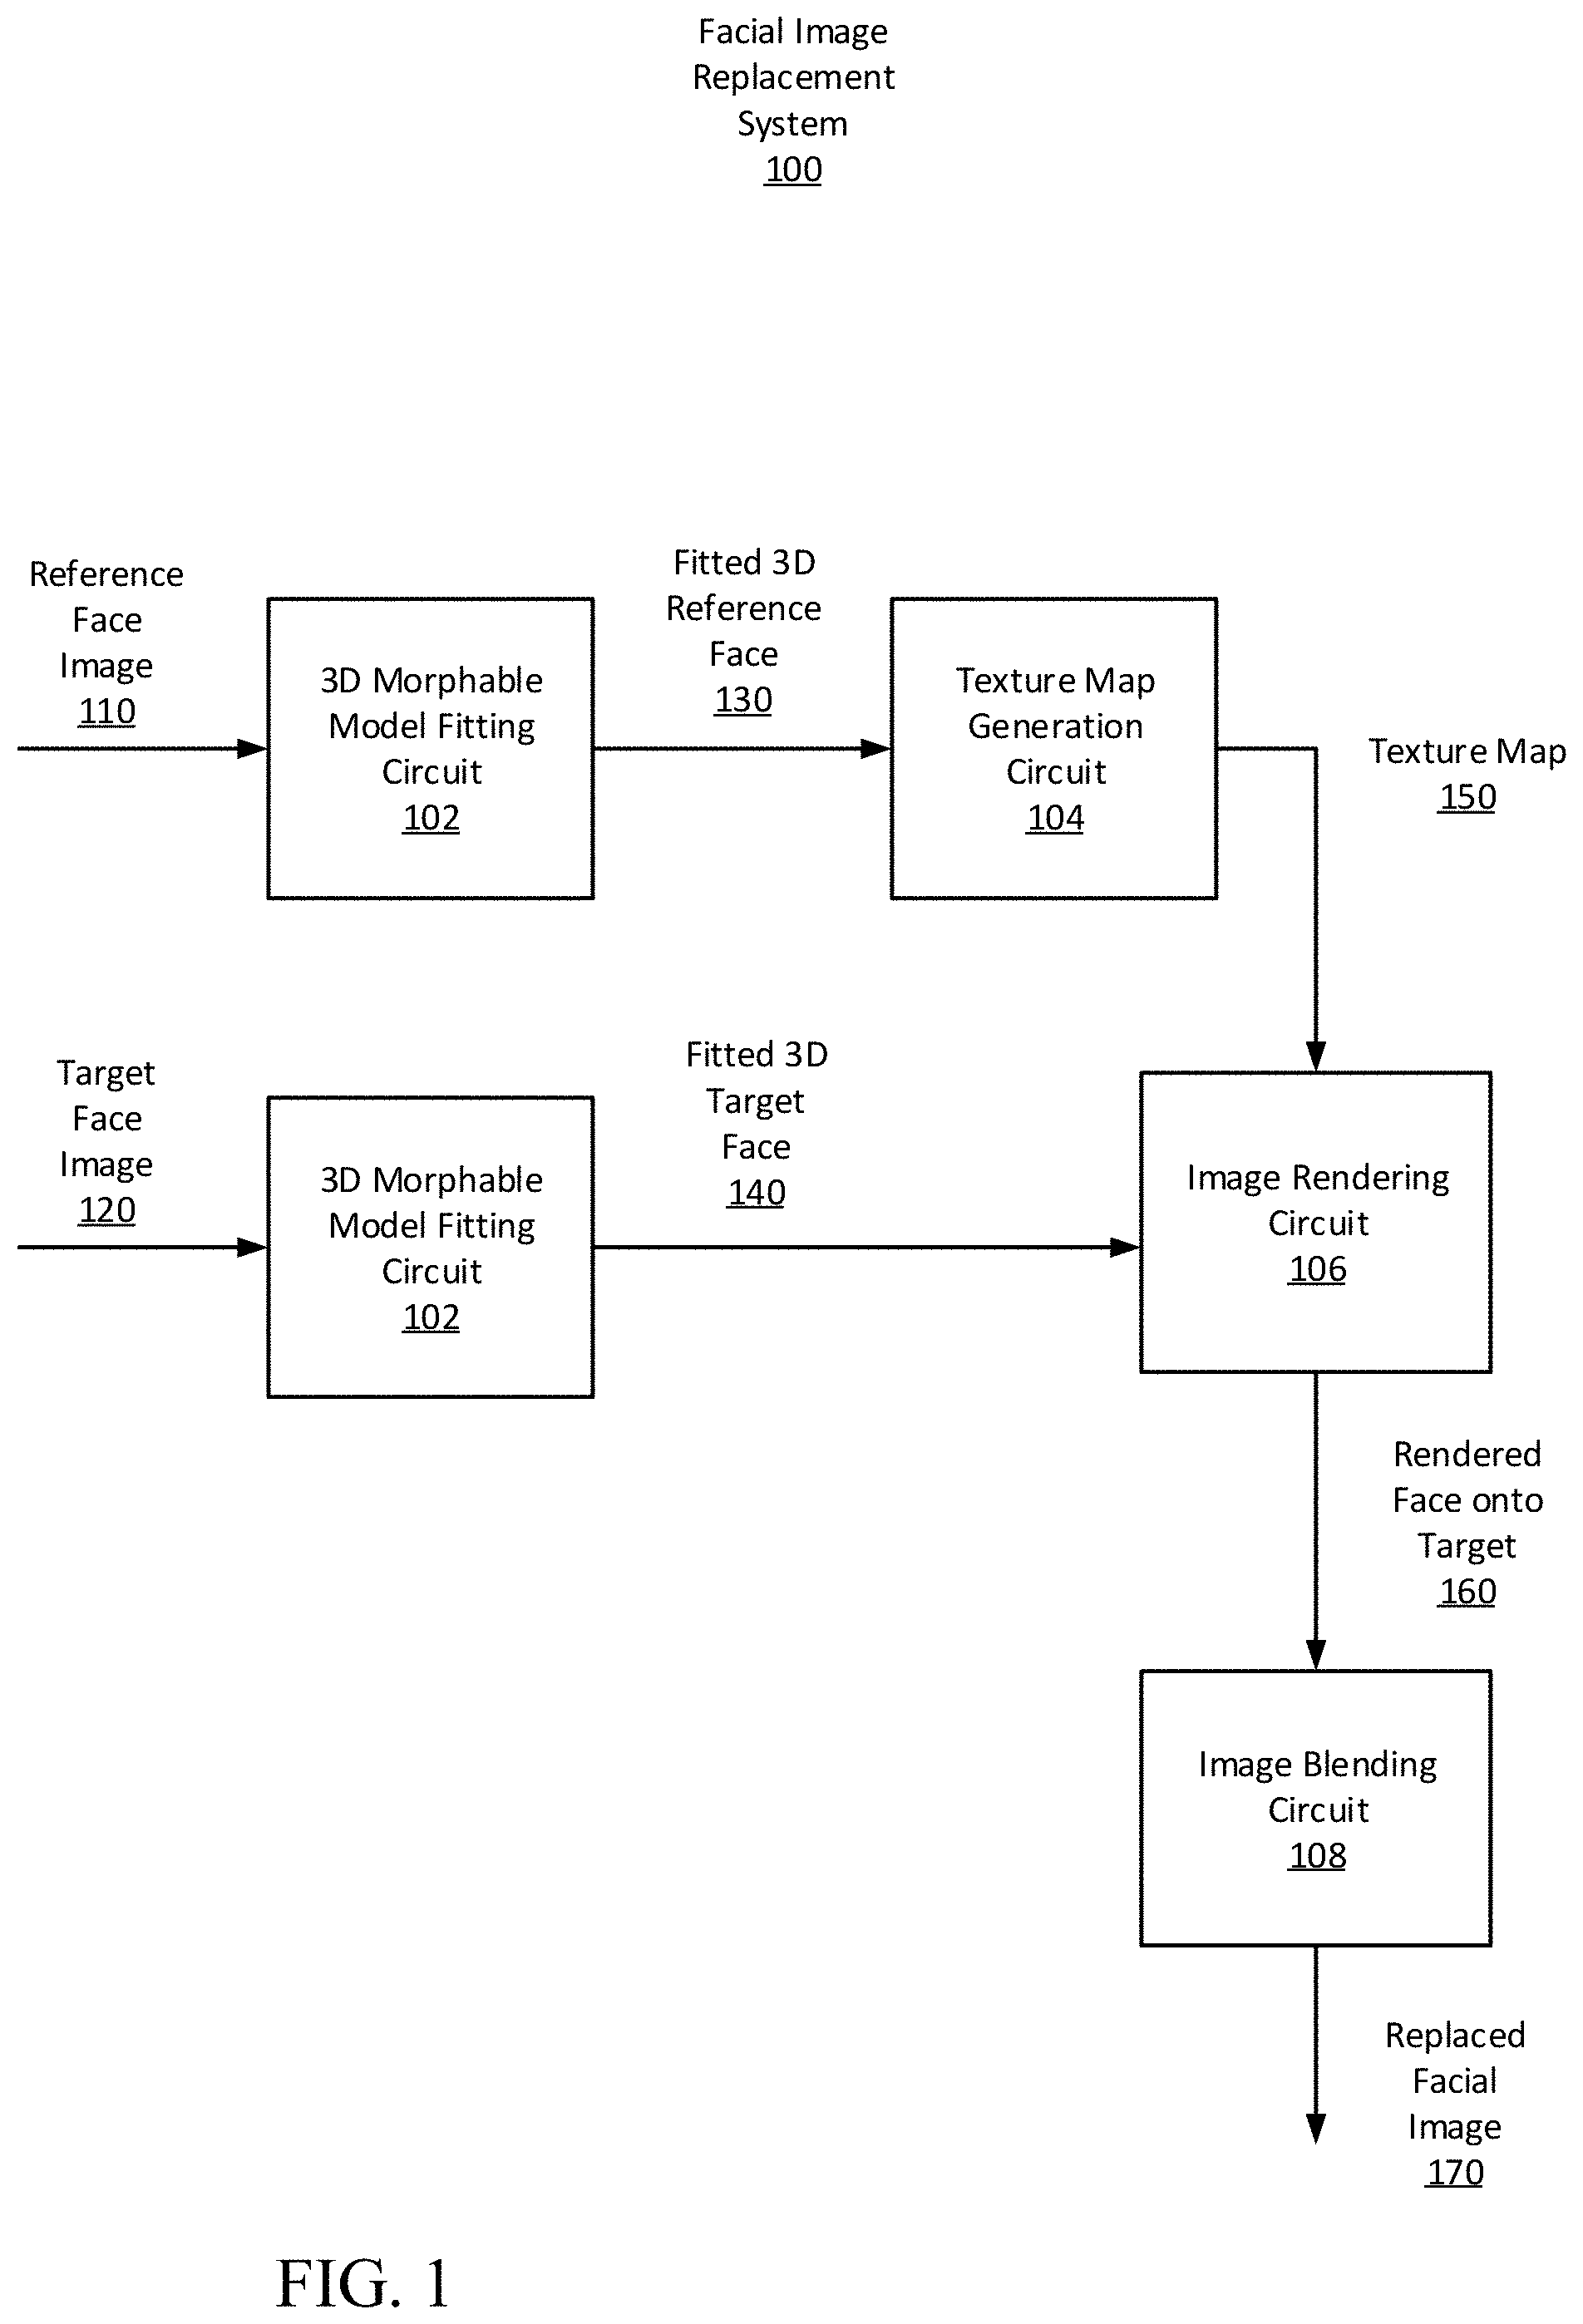 Facial Image
Replacement
System
100
Reference
Face
Image
110
3D Morphable
Model Fitting
Circuit
102
Fitted 3D
Reference
Face
130
Texture Map
Generation
Circuit
104
Texture Map
150
Target
Face
Image
120
3D Morphable
Model Fitting
Circuit
102
Fitted 3D
Target
Face
140
Image Rendering
Circuit
106
Rendered
Face onto
Target
160
Image Blending
Circuit
108
Replaced
Facial
Image
170
FIG. 1